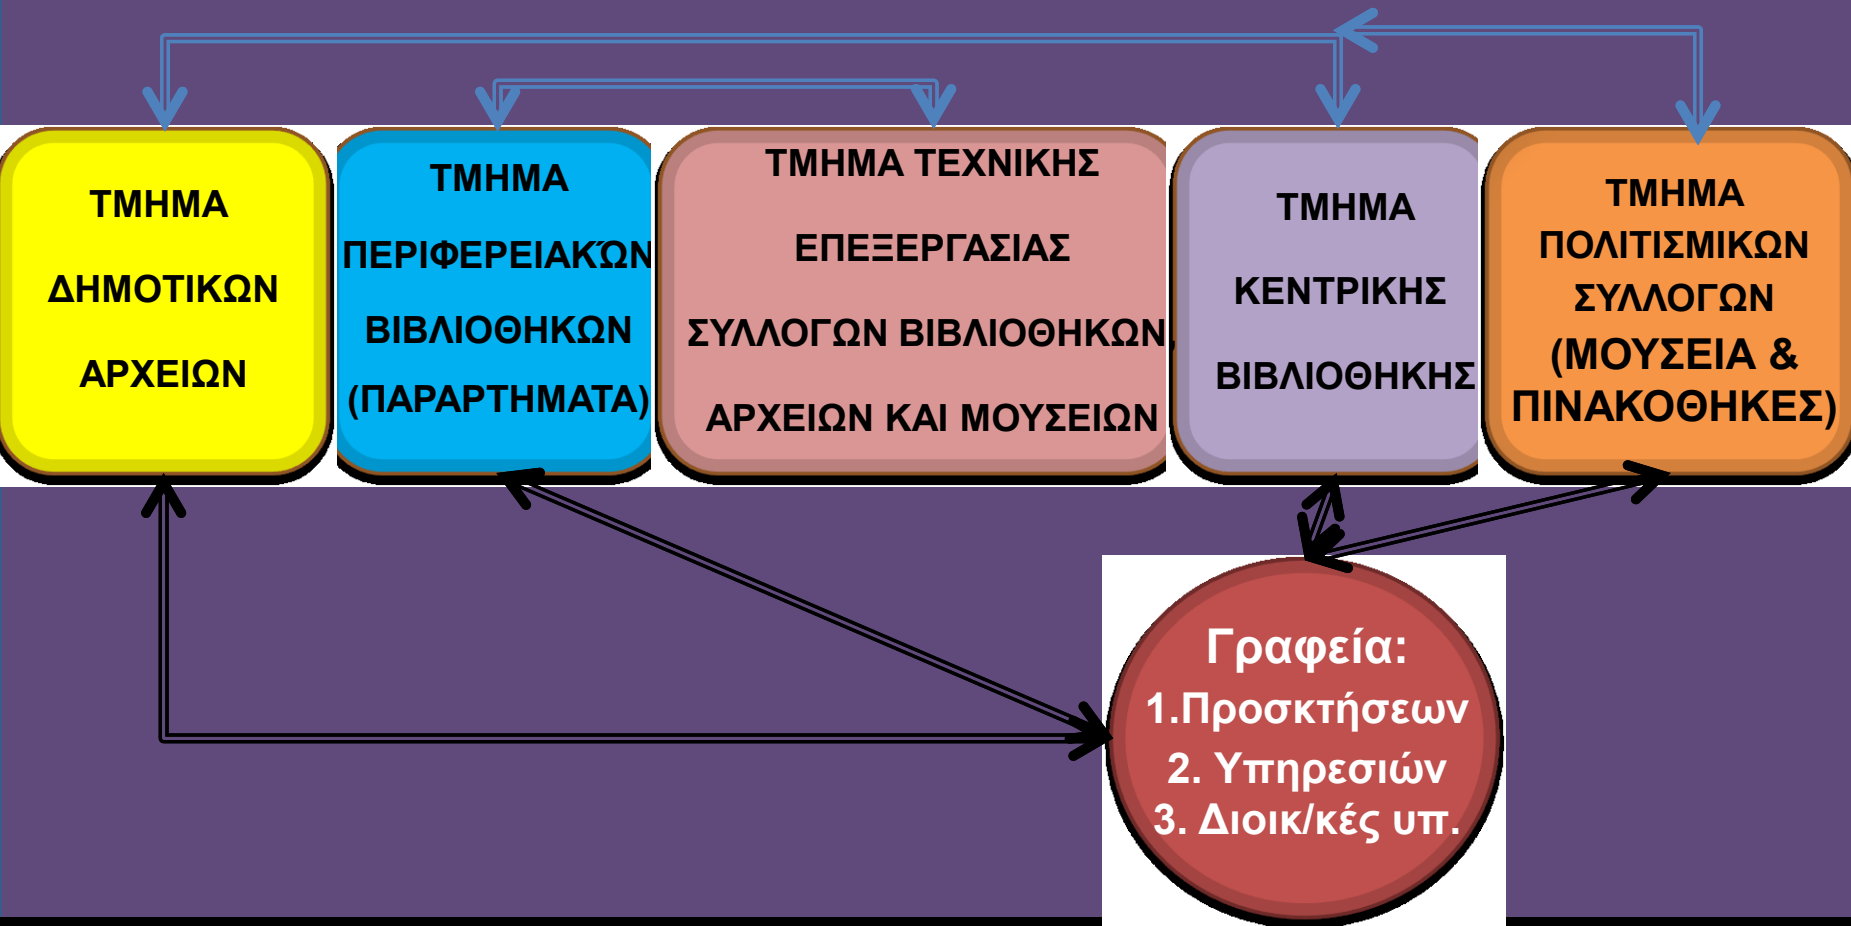 ΤΜΗΜΑ
ΔΗΜΟΤΙΚΩΝ
ΑΡΧΕΙΩΝ
ΤΜΗΜΑ
ΠΕΡΙΦΕΡΕΙΑΚΏΝ
ΒΙΒΛΙΟΘΗΚΩΝ
(ΠΑΡΑΡΤΗΜΑΤΑ)
ΤΜΗΜΑ ΤΕΧΝΙΚΗΣ
ΕΠΕΞΕΡΓΑΣΙΑΣ
ΣΥΛΛΟΓΩΝ ΒΙΒΛΙΟΘΗΚΩΝ,
ΑΡΧΕΙΩΝ ΚΑΙ ΜΟΥΣΕΙΩΝ
ΤΜΗΜΑ
ΚΕΝΤΡΙΚΗΣ
ΒΙΒΛΙΟΘΗΚΗΣ
ΤΜΗΜΑ
ΠΟΛΙΤΙΣΜΙΚΩΝ
ΣΥΛΛΟΓΩΝ
(ΜΟΥΣΕΙΑ &
ΠΙΝΑΚΟΘΗΚΕΣ)
Γραφεία:
1.Προσκτήσεων
2. Υπηρεσιών
3. Διοικ/κές υπ.